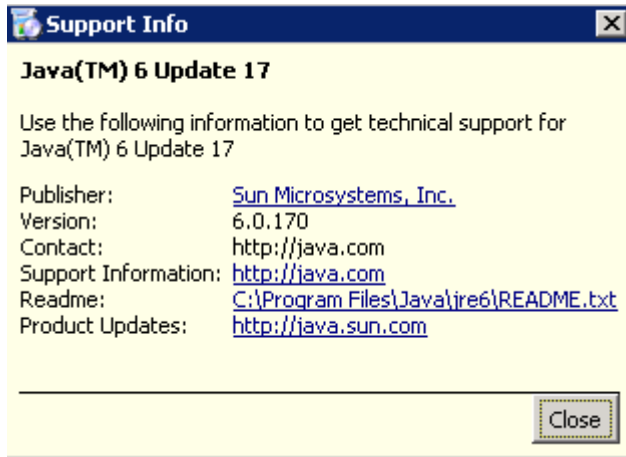 Support Info
Java(TM) 6 Update 17
Use the following information to get technical support for
Java(TM) 6 Update 17
Publisher: Sun Microsystems, Inc.
Version: 6.0.170
Contact: http://java.com
Support Information: http://java.com
Readme: C:\Program Files\Java\jre6\README.txt
Product Updates: http://java.sun.com
Close